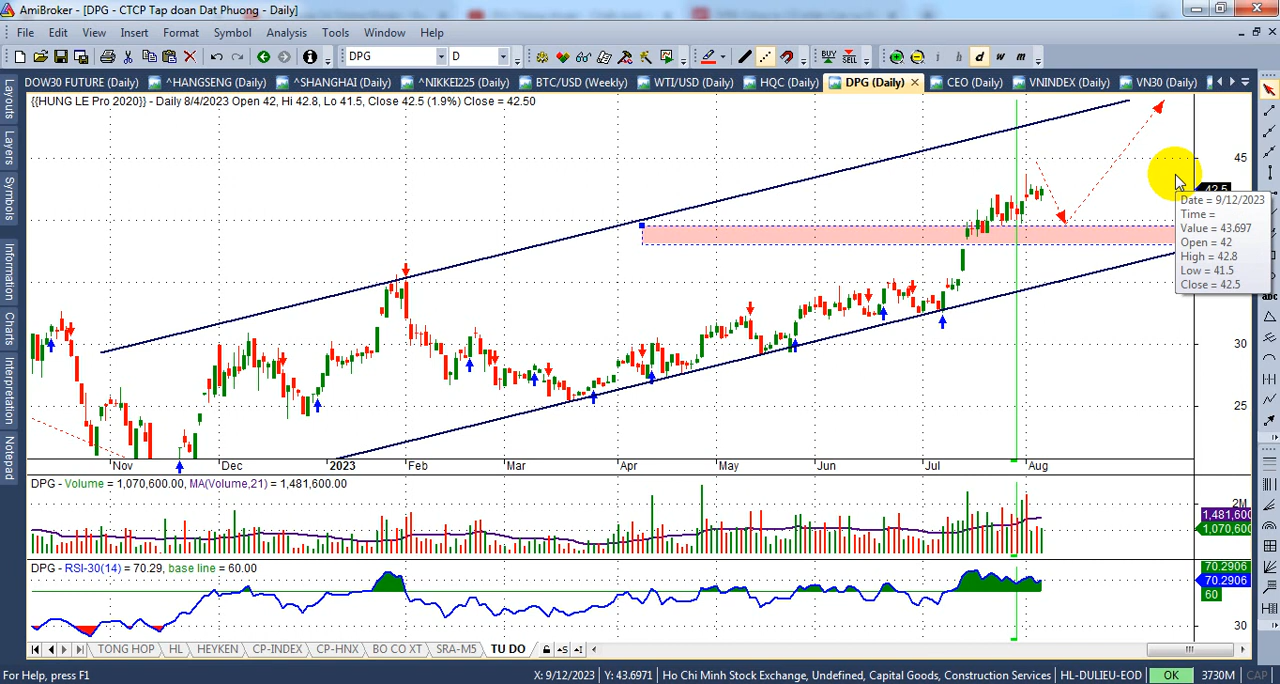 AmiBroker - [DPG - CTCP Tap doan Dat Phuong - Daily]
File Edit View Insert Format Symbol Analysis Tools Window Help
DPG D BUY SELL i h d w m
DOW30 FUTURE (Daily) ^HANGSENG (Daily) ^SHANGHAI (Daily) ^NIKKEI225 (Daily) BTC/USD (Weekly) WTI/USD (Daily) HQC (Daily) DPG (Daily) CEO (Daily) VNINDEX (Daily) VN30 (Daily)
Layouts
Layers
Symbols
Information
Charts
Interpretation
Notepad
{{HUNG LE Pro 2020}} - Daily 8/4/2023 Open 42, Hi 42.8, Lo 41.5, Close 42.5 (1.9%) Close = 42.50
45
42.5
Date = 9/12/2023
Time =
Value = 43.697
Open = 42
High = 42.8
Low = 41.5
Close = 42.5
abc
30
25
Nov Dec 2023 Feb Mar Apr May Jun Jul Aug
DPG - Volume = 1,070,600.00, MA(Volume,21) = 1,481,600.00
2M
1,481,600
1,070,600
DPG - RSI-30(14) = 70.29, base line = 60.00
70.2906
70.2906
60
30
TONG HOP HL HEYKEN CP-INDEX CP-HNX BO CO XT SRA-M5 TU DO
For Help, press F1 X: 9/12/2023 Y: 43.6971 Ho Chi Minh Stock Exchange, Undefined, Capital Goods, Construction Services HL-DULIEU-EOD OK 3730M CAP